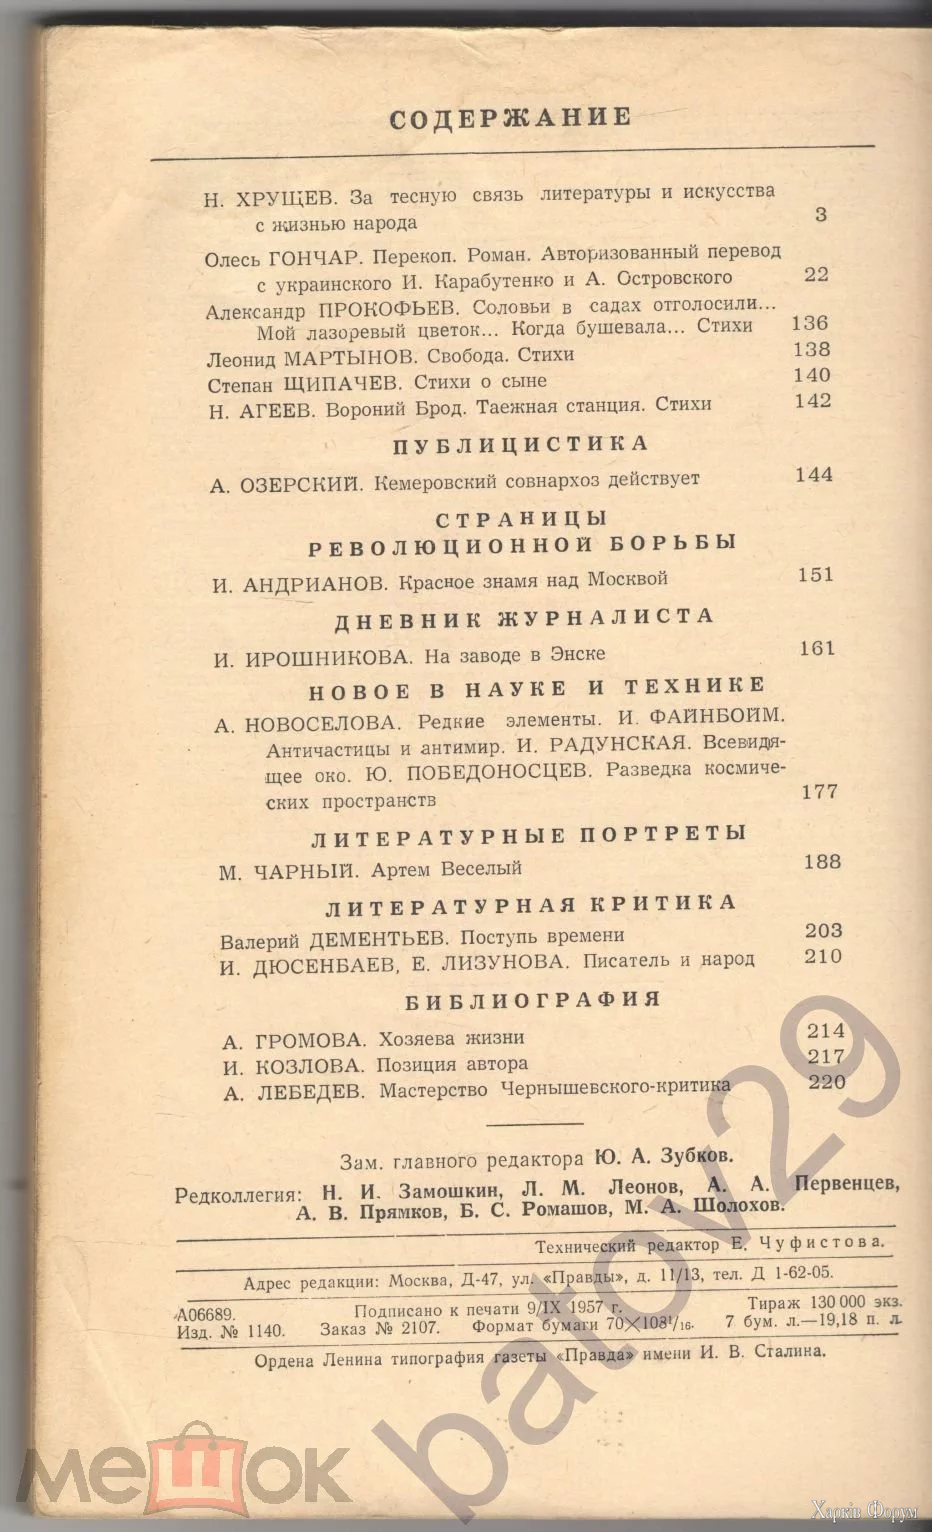 СОДЕРЖАНИЕ
Н. ХРУЩЕВ. За тесную связь литературы и искусства
с жизнью народа 3
Олесь ГОНЧАР. Перекоп. Роман. Авторизованный перевод
с украинского И. Карабутенко и А. Островского 22
Александр ПРОКОФЬЕВ. Соловьи в садах отголосили...
Мой лазоревый цветок... Когда бушевала... Стихи 136
Леонид МАРТЫНОВ. Свобода. Стихи 138
Степан ЩИПАЧЕВ. Стихи о сыне 140
Н. АГЕЕВ. Вороний Брод. Таежная станция. Стихи 142
ПУБЛИЦИСТИКА
А. ОЗЕРСКИЙ. Кемеровский совнархоз действует 144
СТРАНИЦЫ
РЕВОЛЮЦИОННОЙ БОРЬБЫ
И. АНДРИАНОВ. Красное знамя над Москвой 151
ДНЕВНИК ЖУРНАЛИСТА
И. ИРОШНИКОВА. На заводе в Энске 161
НОВОЕ В НАУКЕ И ТЕХНИКЕ
А. НОВОСЕЛОВА. Редкие элементы. И. ФАЙНБОЙМ.
Античастицы и антимир. И. РАДУНСКАЯ. Всевидя-
щее око. Ю. ПОБЕДОНОСЦЕВ. Разведка космиче-
ских пространств 177
ЛИТЕРАТУРНЫЕ ПОРТРЕТЫ
М. ЧАРНЫЙ. Артем Веселый 188
ЛИТЕРАТУРНАЯ КРИТИКА
Валерий ДЕМЕНТЬЕВ. Поступь времени 203
И. ДЮСЕНБАЕВ, Е. ЛИЗУНОВА. Писатель и народ 210
БИБЛИОГРАФИЯ
А. ГРОМОВА. Хозяева жизни 214
И. КОЗЛОВА. Позиция автора 217
А. ЛЕБЕДЕВ. Мастерство Чернышевского-критика 220
Зам. главного редактора Ю. А. Зубков.
Редколлегия: Н. И. Замошкин, Л. М. Леонов, А. А. Первенцев,
А. В. Прямков, Б. С. Ромашов, М. А. Шолохов.
Технический редактор Е. Чуфистова.
Адрес редакции: Москва, Д-47, ул. «Правды», д. 11/13, тел. Д 1-62-05.
А06689. Подписано к печати 9/IX 1957 г. Тираж 130 000 экз.
Изд. № 1140. Заказ № 2107. Формат бумаги 70×108¹/₁₆. 7 бум. л.—19,18 п. л.
Ордена Ленина типография газеты «Правда» имени И. В. Сталина.
batov29
мешок
Харків Форум